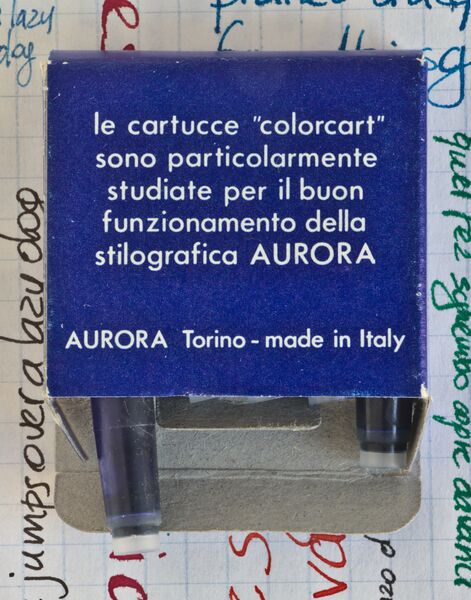 le cartucce "colorcart"
sono particolarmente
studiate per il buon
funzionamento della
stilografica AURORA
AURORA Torino - made in Italy
jumps over a lazy dog
lazy
dog